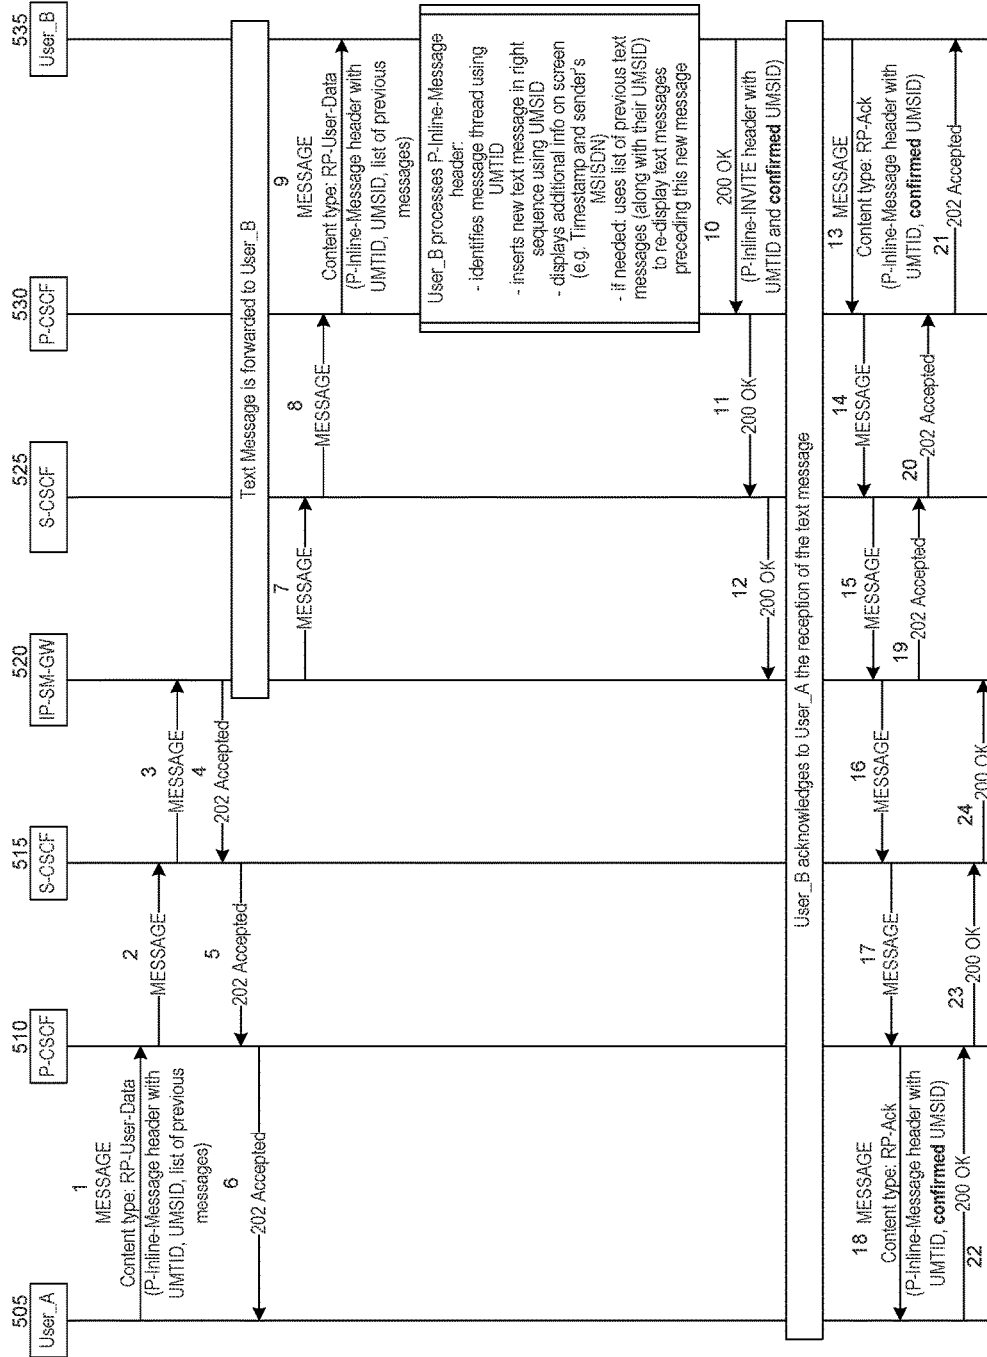 505
User_A
510
P-CSCF
515
S-CSCF
520
IP-SM-GW
525
S-CSCF
530
P-CSCF
535
User_B
1
MESSAGE
Content type: RP-User-Data
(P-Inline-Message header with
UMTID, UMSID, list of previous
messages)
2
MESSAGE
3
MESSAGE
4
202 Accepted
5
202 Accepted
6
202 Accepted
Text Message is forwarded to User_B
7
MESSAGE
8
MESSAGE
9
MESSAGE
Content type: RP-User-Data
(P-Inline-Message header with
UMTID, UMSID, list of previous
messages)
User_B processes P-Inline-Message
header:
- identifies message thread using
UMTID
- inserts new text message in right
sequence using UMSID
- displays additional info on screen
(e.g. Timestamp and sender's
MSISDN)
- if needed: uses list of previous text
messages (along with their UMSID)
to re-display text messages
preceding this new message
10
200 OK
(P-Inline-INVITE header with
UMTID and confirmed UMSID)
11
200 OK
12
200 OK
User_B acknowledges to User_A the reception of the text message
13 MESSAGE
Content type: RP-Ack
(P-Inline-Message header with
UMTID, confirmed UMSID)
14
MESSAGE
15
MESSAGE
16
MESSAGE
17
MESSAGE
18 MESSAGE
Content type: RP-Ack
(P-Inline-Message header with
UMTID, confirmed UMSID)
19
202 Accepted
20
202 Accepted
21
202 Accepted
22
200 OK
23
200 OK
24
200 OK